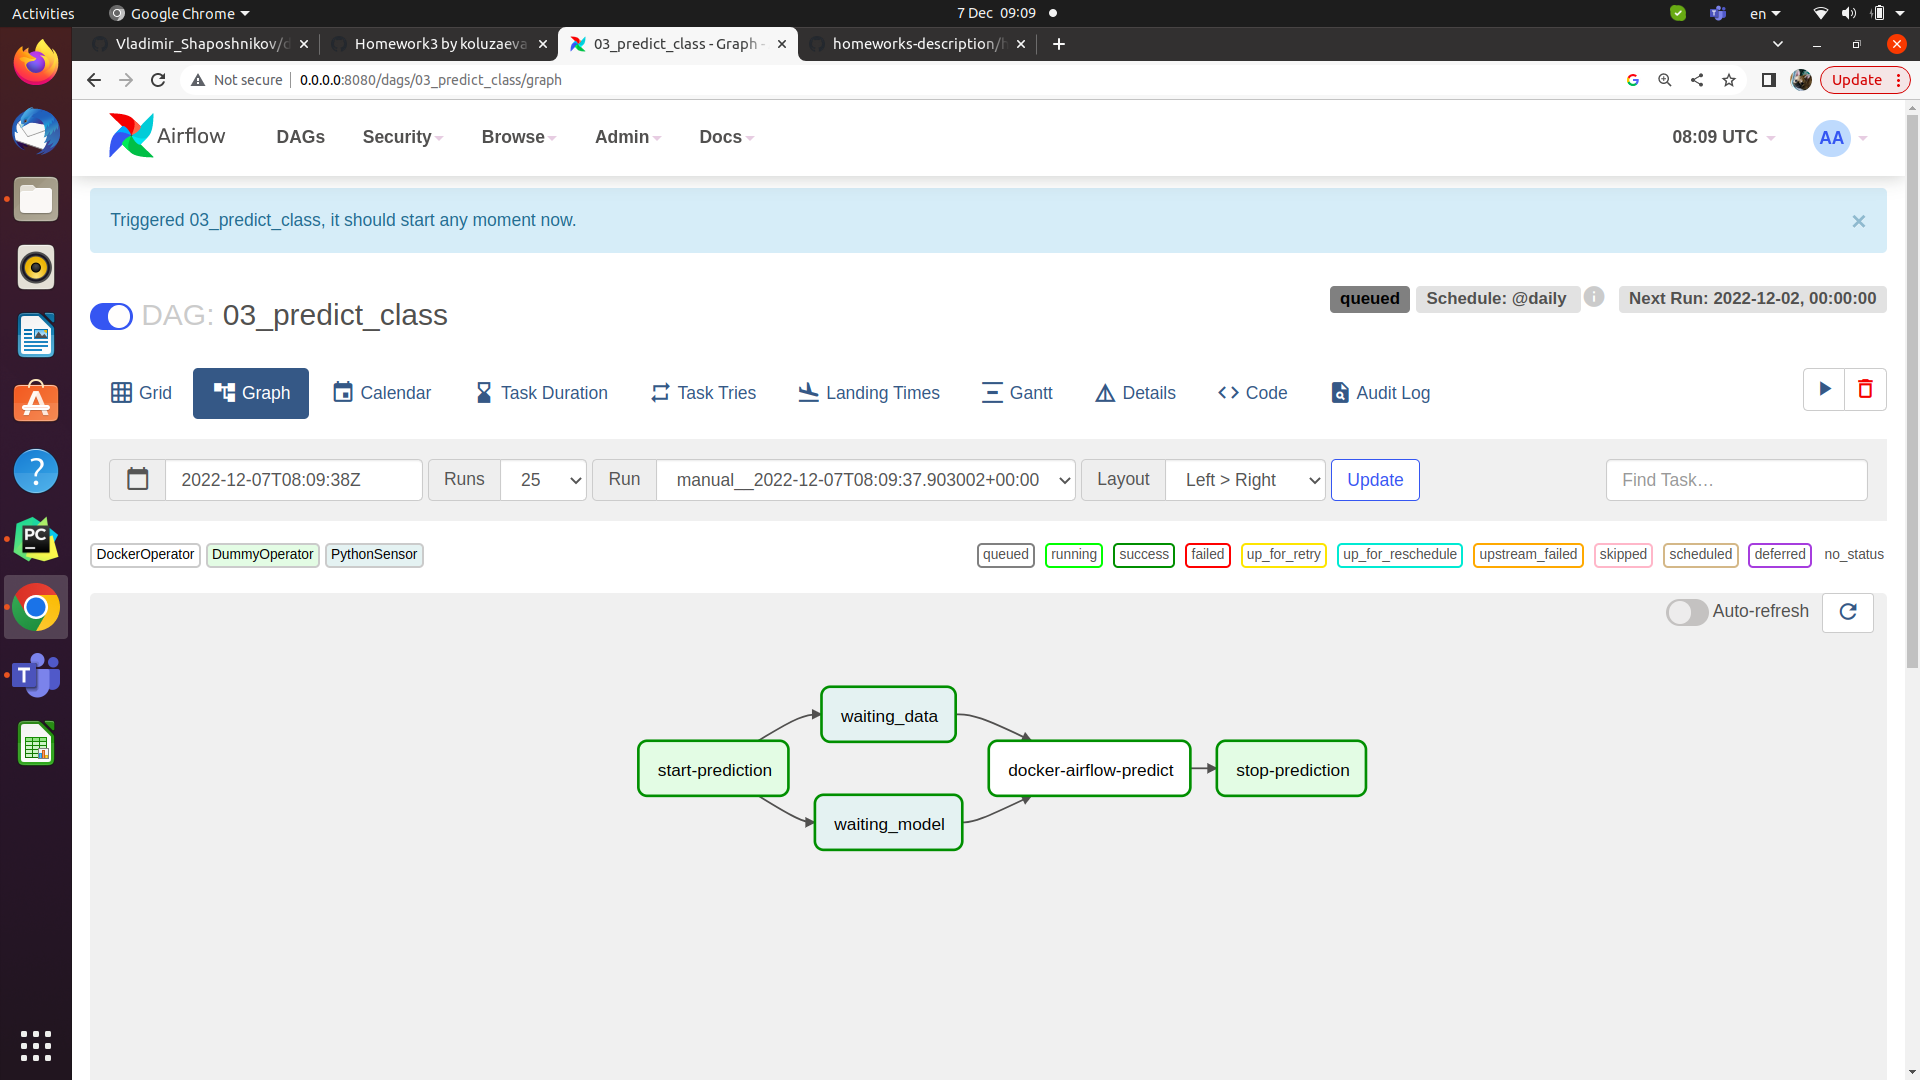 Activities
Google Chrome
7 Dec 09:09
en
Vladimir_Shaposhnikov/d
Homework3 by koluzaeva
03_predict_class - Graph -
homeworks-description/h
Not secure
0.0.0.0:8080/dags/03_predict_class/graph
Update
Airflow
DAGs
Security
Browse
Admin
Docs
08:09 UTC
AA
Triggered 03_predict_class, it should start any moment now.
×
DAG: 03_predict_class
queued
Schedule: @daily
i
Next Run: 2022-12-02, 00:00:00
Grid
Graph
Calendar
Task Duration
Task Tries
Landing Times
Gantt
Details
Code
Audit Log
2022-12-07T08:09:38Z
Runs
25
Run
manual__2022-12-07T08:09:37.903002+00:00
Layout
Left > Right
Update
Find Task…
DockerOperator
DummyOperator
PythonSensor
queued
running
success
failed
up_for_retry
up_for_reschedule
upstream_failed
skipped
scheduled
deferred
no_status
Auto-refresh
waiting_data
start-prediction
docker-airflow-predict
stop-prediction
waiting_model
PC
T
A
?